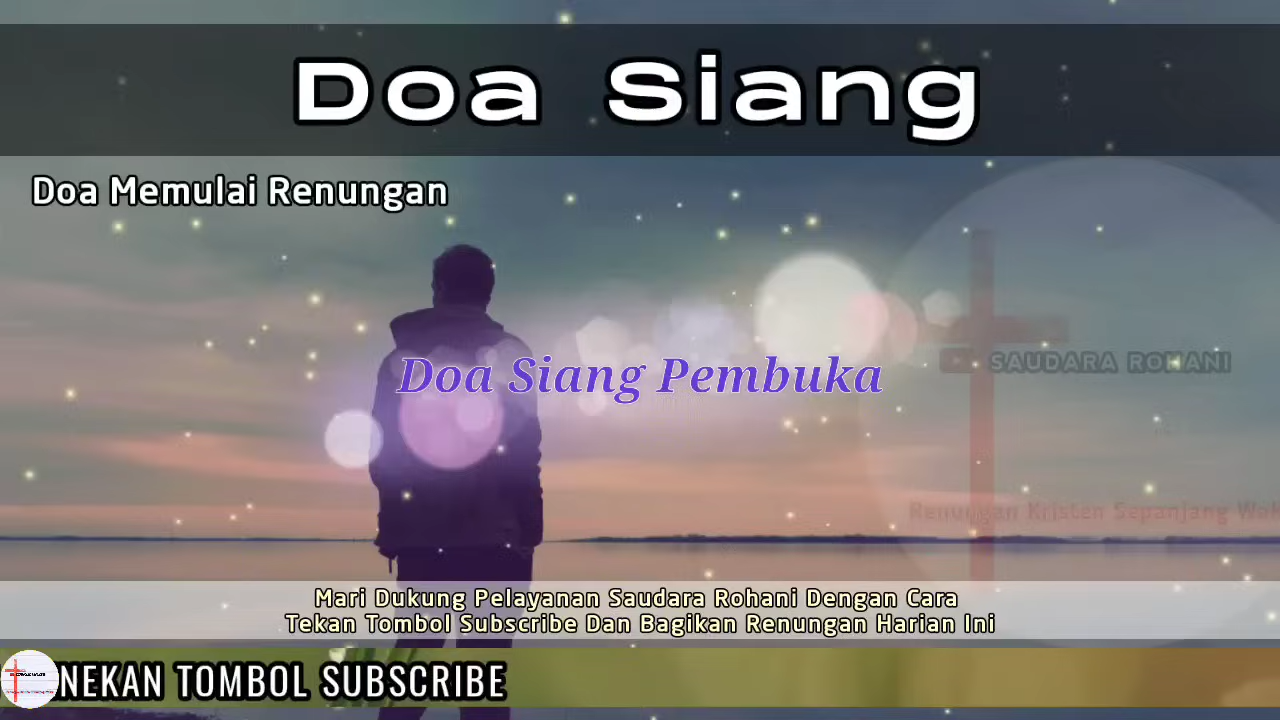 Doa Siang
Doa Memulai Renungan
Doa Siang Pembuka
SAUDARA ROHANI
Renungan Kristen Sepanjang
Mari Dukung Pelayanan Saudara Rohani Dengan Cara
Tekan Tombol Subscribe Dan Bagikan Renungan Harian Ini
NEKAN TOMBOL SUBSCRIBE